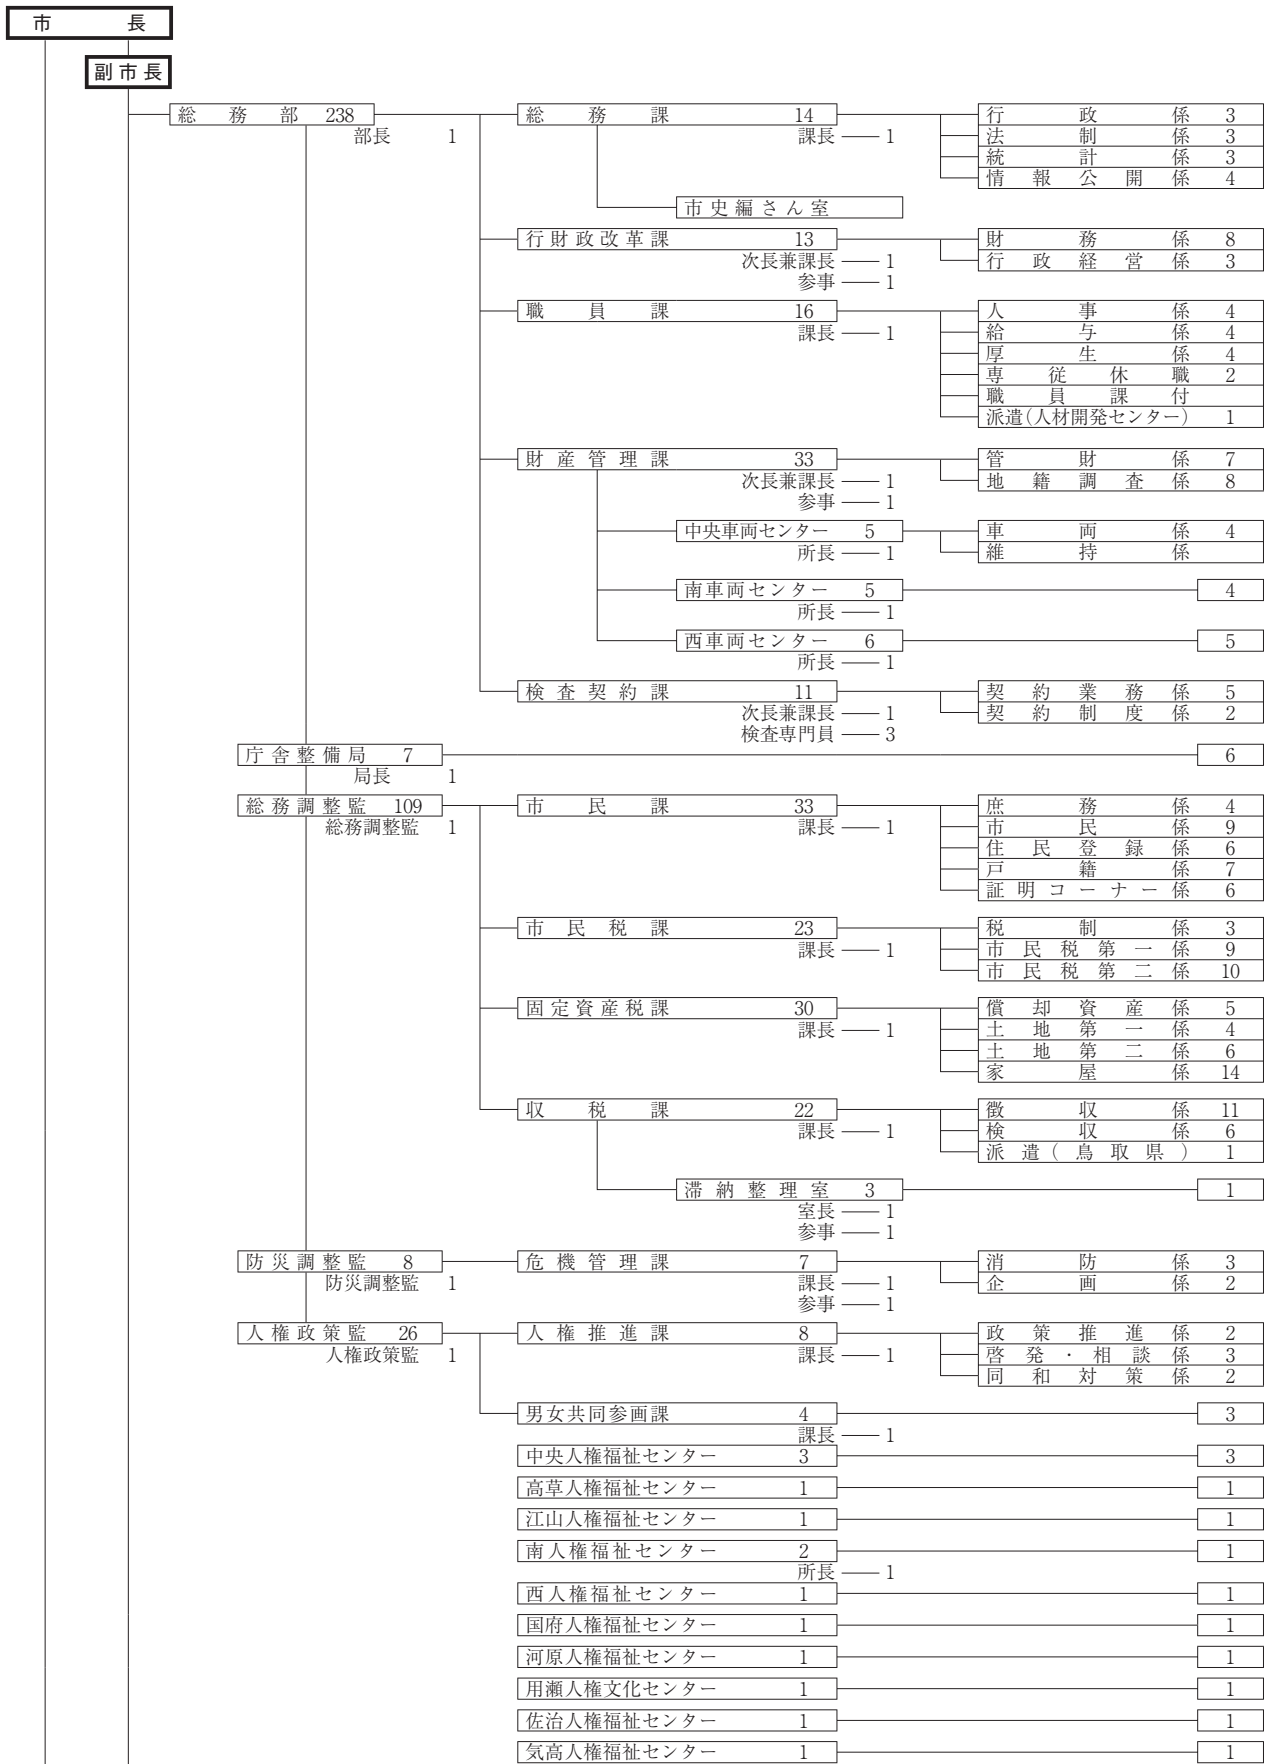 市長
副市長
総務部 238 総務課 14 行政係 3
部長 1 課長 1 法制係 3
統計係 3
情報公開係 4
市史編さん室
行財政改革課 13 財務係 8
次長兼課長 1 行政経営係 3
参事 1
職員課 16 人事係 4
課長 1 給与係 4
厚生係 4
専従休職 2
職員課付
派遣(人材開発センター) 1
財産管理課 33 管財係 7
次長兼課長 1 地籍調査係 8
参事 1
中央車両センター 5 車両係 4
所長 1 維持係
南車両センター 5 4
所長 1
西車両センター 6 5
所長 1
検査契約課 11 契約業務係 5
次長兼課長 1 契約制度係 2
検査専門員 3
庁舎整備局 7 6
局長 1
総務調整監 109 市民課 33 庶務係 4
総務調整監 1 課長 1 市民係 9
住民登録係 6
戸籍係 7
証明コーナー係 6
市民税課 23 税制係 3
課長 1 市民税第一係 9
市民税第二係 10
固定資産税課 30 償却資産係 5
課長 1 土地第一係 4
土地第二係 6
家屋係 14
収税課 22 徴収係 11
課長 1 検収係 6
派遣(鳥取県) 1
滞納整理室 3 1
室長 1
参事 1
防災調整監 8 危機管理課 7 消防係 3
防災調整監 1 課長 1 企画係 2
参事 1
人権政策監 26 人権推進課 8 政策推進係 2
人権政策監 1 課長 1 啓発・相談係 3
同和対策係 2
男女共同参画課 4 3
課長 1
中央人権福祉センター 3 3
高草人権福祉センター 1 1
江山人権福祉センター 1 1
南人権福祉センター 2 1
所長 1
西人権福祉センター 1 1
国府人権福祉センター 1 1
河原人権福祉センター 1 1
用瀬人権文化センター 1 1
佐治人権福祉センター 1 1
気高人権福祉センター 1 1